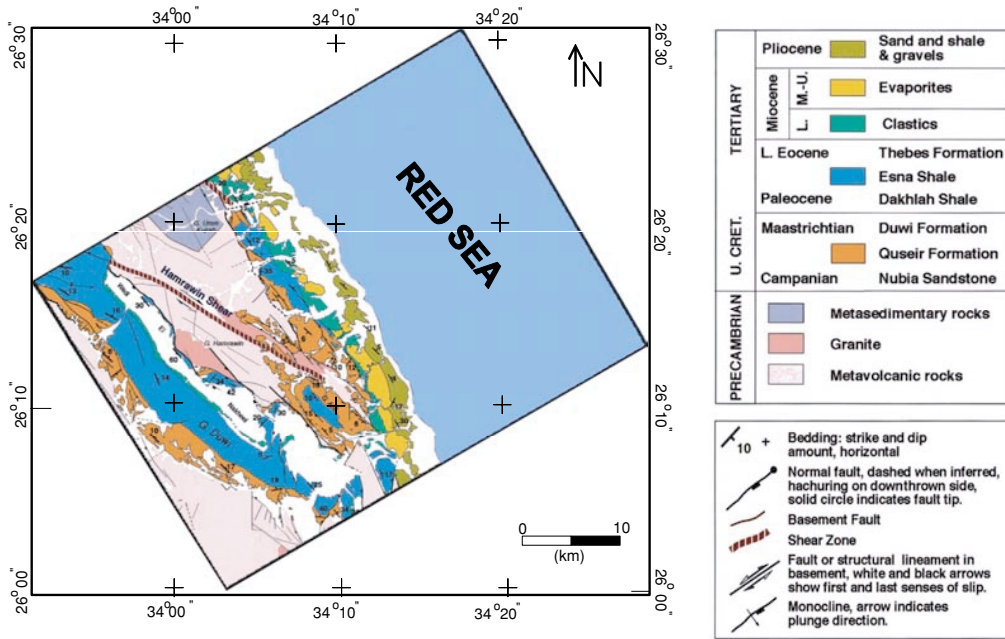 34°00"
34°10"
34°20"
26°30"
26°30"
N
RED SEA
26°20"
26°20"
Hamrawin Shear
G. Hamrawin
Wadi
El
Nakheil
G. Duwi
26°10"
26°10"
0
10
(km)
26°00"
26°00"
34°00"
34°10"
34°20"
TERTIARY
Pliocene
Sand and shale
& gravels
Miocene
M.-U.
Evaporites
L.
Clastics
L. Eocene
Thebes Formation
Esna Shale
Paleocene
Dakhlah Shale
U. CRET.
Maastrichtian
Duwi Formation
Quseir Formation
Campanian
Nubia Sandstone
PRECAMBRIAN
Metasedimentary rocks
Granite
Metavolcanic rocks
10 +
Bedding: strike and dip
amount, horizontal
Normal fault, dashed when inferred,
hachuring on downthrown side,
solid circle indicates fault tip.
Basement Fault
Shear Zone
Fault or structural lineament in
basement, white and black arrows
show first and last senses of slip.
Monocline, arrow indicates
plunge direction.